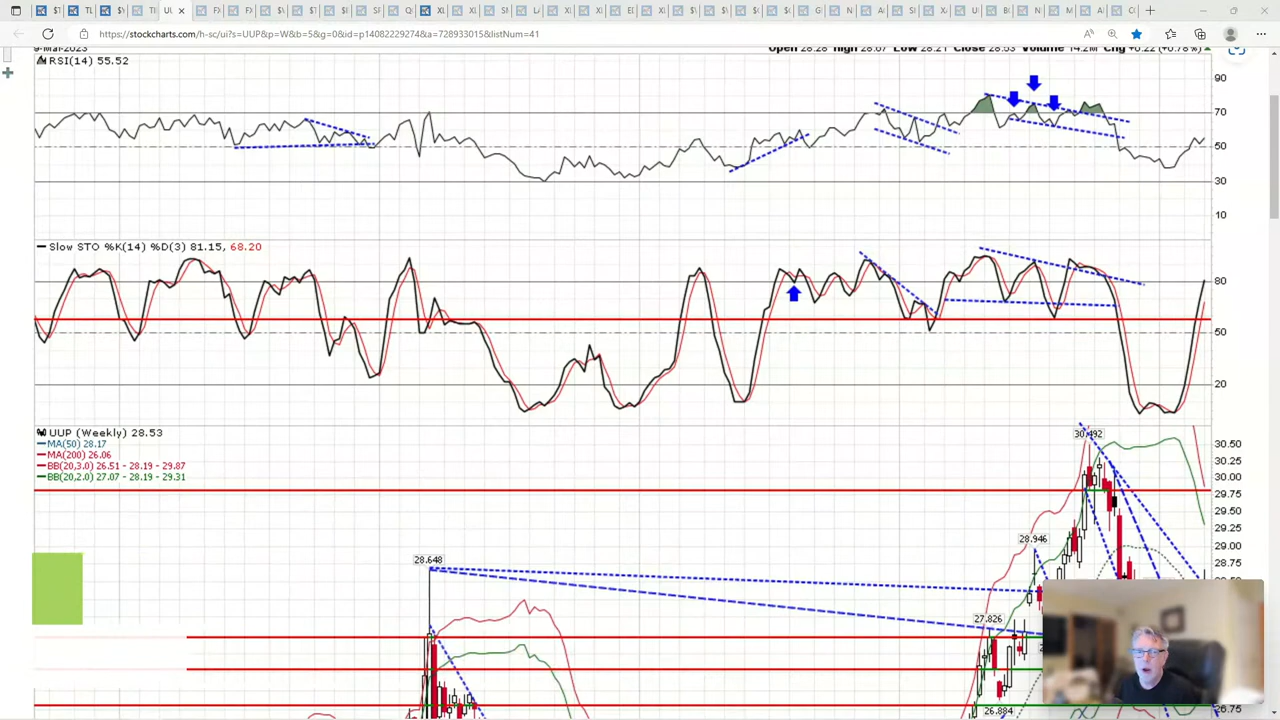 https://stockcharts.com/h-sc/ui?s=UUP&p=W&b=5&g=0&id=p14082229274&a=728933015&listNum=41
9-Mar-2023
Open 28.28 High 28.67 Low 28.21 Close 28.53 Volume 14.2M Chg +0.22 (+0.78%)
RSI(14) 55.52
90
70
50
30
10
Slow STO %K(14) %D(3) 81.15, 68.20
80
50
20
UUP (Weekly) 28.53
MA(50) 28.17
MA(200) 26.06
BB(20,3.0) 26.51 - 28.19 - 29.87
BB(20,2.0) 27.07 - 28.19 - 29.31
30.492
30.50
30.25
30.00
29.75
29.50
29.25
29.00
28.75
28.946
28.648
27.826
26.884
26.75